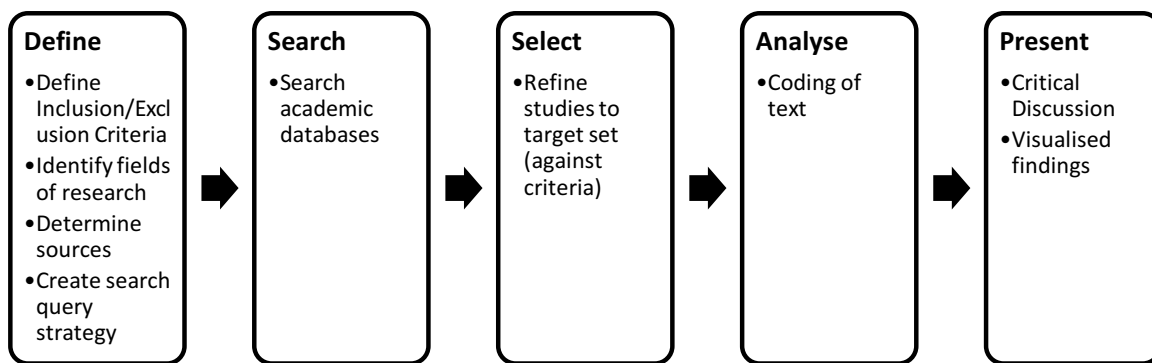 Define
•Define
Inclusion/Excl
usion Criteria
•Identify fields
of research
•Determine
sources
•Create search
query
strategy
Search
•Search
academic
databases
Select
•Refine
studies to
target set
(against
criteria)
Analyse
•Coding of
text
Present
•Critical
Discussion
•Visualised
findings